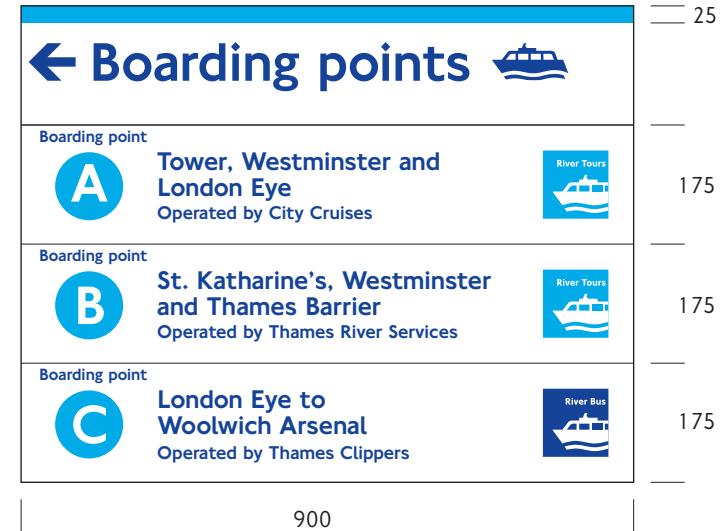 25
← Boarding points
Boarding point
A
Tower, Westminster and
London Eye
Operated by City Cruises
River Tours
175
Boarding point
B
St. Katharine’s, Westminster
and Thames Barrier
Operated by Thames River Services
River Tours
175
Boarding point
C
London Eye to
Woolwich Arsenal
Operated by Thames Clippers
River Bus
175
900